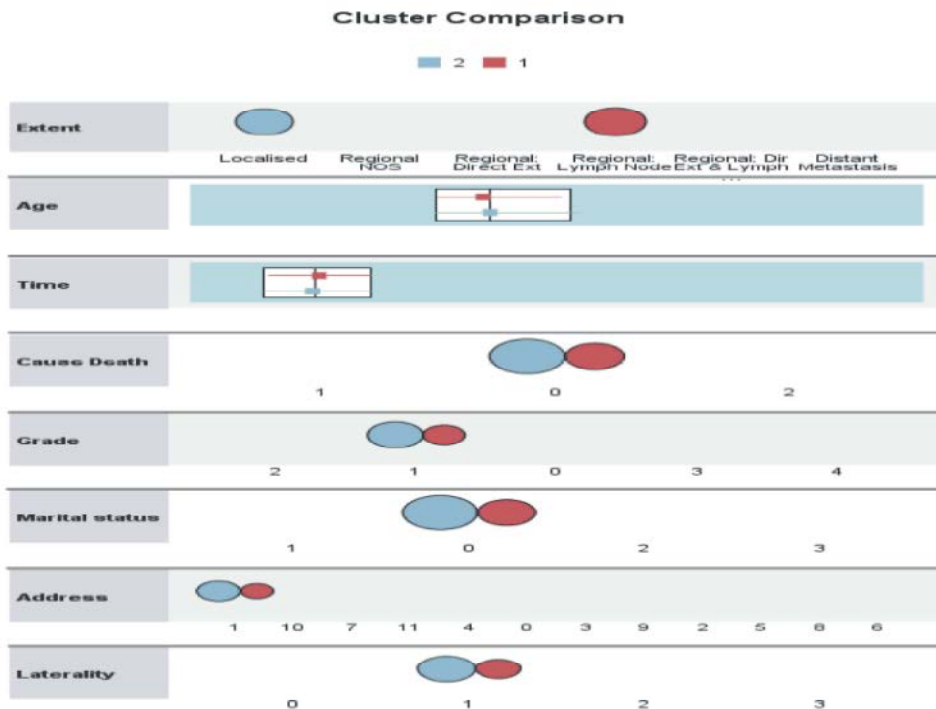 Cluster Comparison
2 1
Extent
Localised Regional NOS Regional: Direct Ext Regional: Lymph Node Regional: Dir Ext & Lymph ... Distant Metastasis
Age
Time
Cause Death
1 0 2
Grade
2 1 0 3 4
Marital status
1 0 2 3
Address
1 10 7 11 4 0 3 9 2 5 8 6
Laterality
0 1 2 3